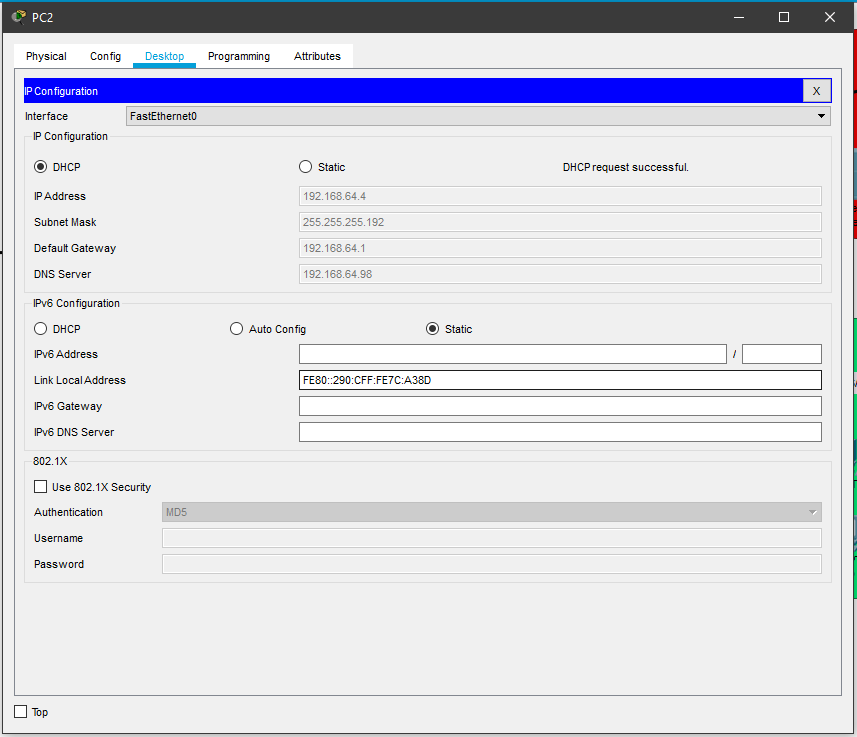 PC2
Physical Config Desktop Programming Attributes
IP Configuration X
Interface FastEthernet0
IP Configuration
DHCP Static DHCP request successful.
IP Address 192.168.64.4
Subnet Mask 255.255.255.192
Default Gateway 192.168.64.1
DNS Server 192.168.64.98
IPv6 Configuration
DHCP Auto Config Static
IPv6 Address /
Link Local Address FE80::290:CFF:FE7C:A38D
IPv6 Gateway
IPv6 DNS Server
802.1X
Use 802.1X Security
Authentication MD5
Username
Password
Top